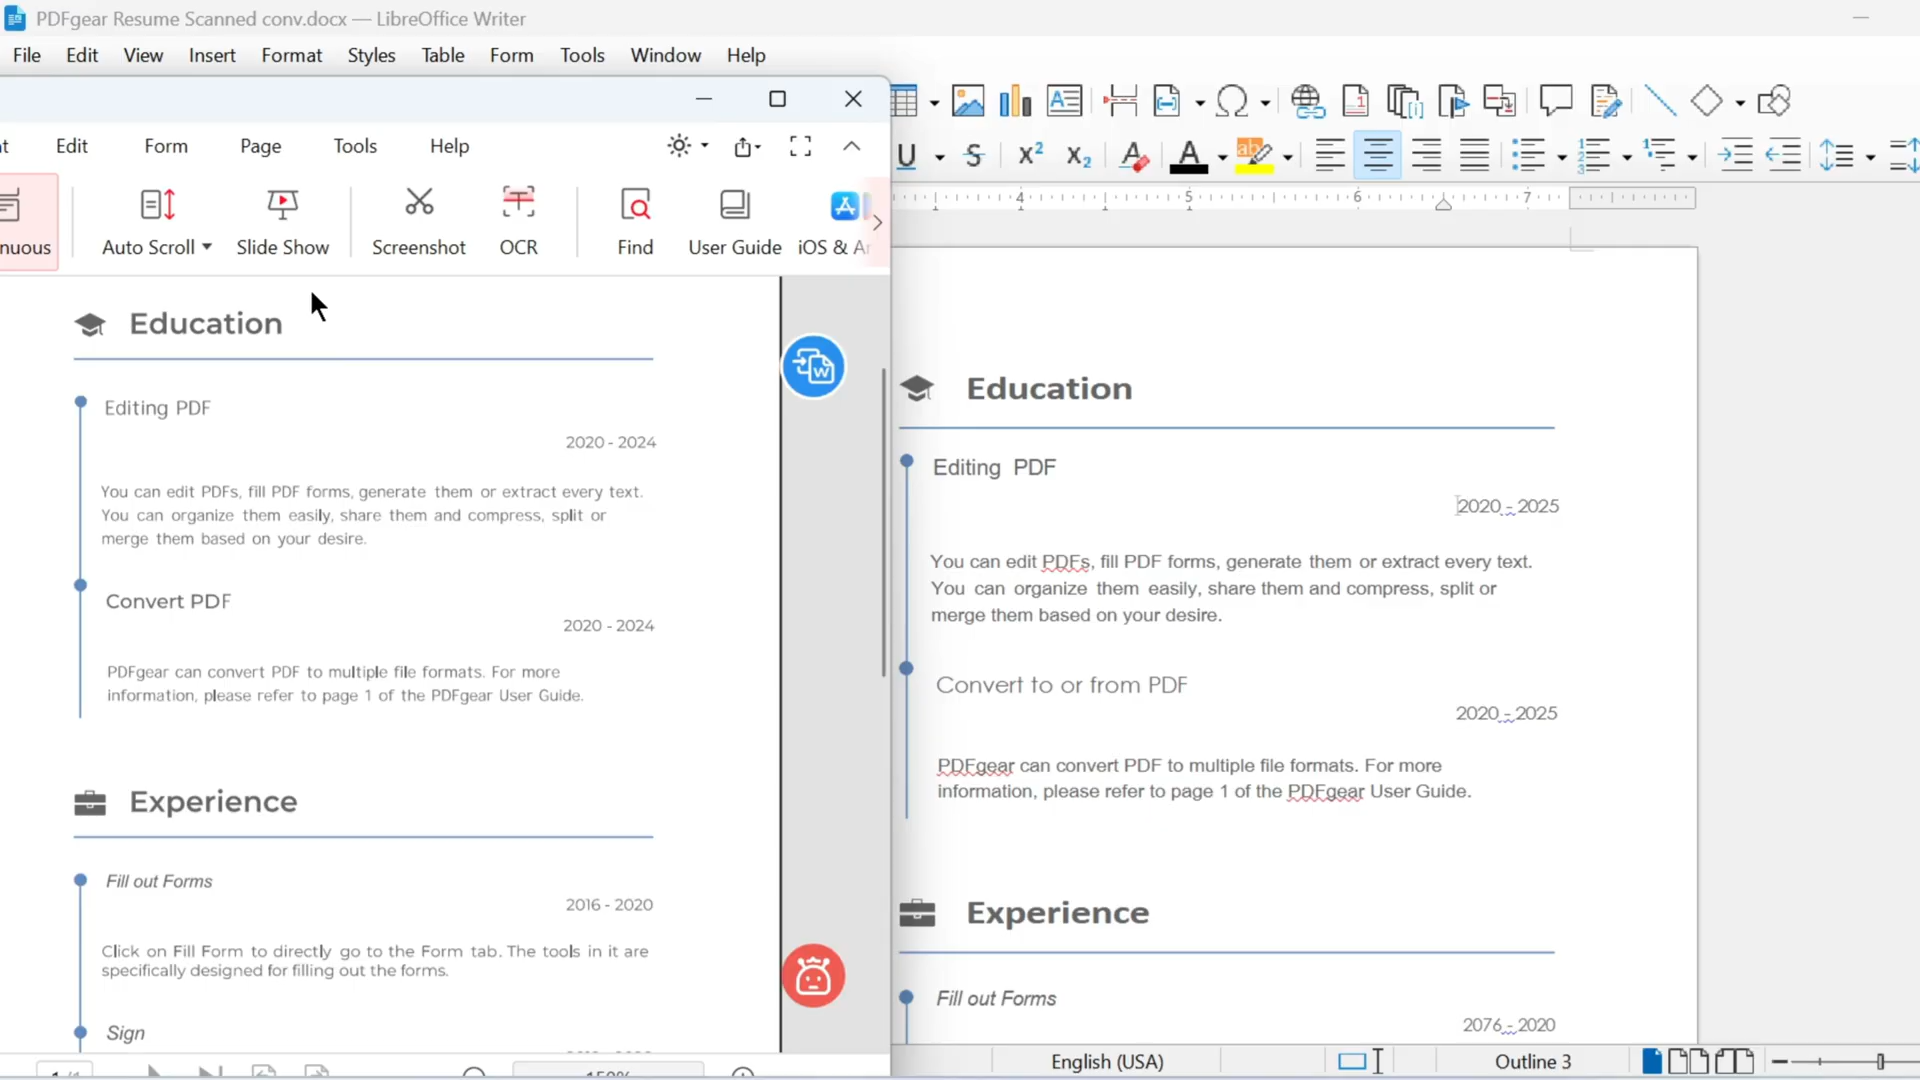 PDFgear Resume Scanned conv.docx — LibreOffice Writer
File Edit View Insert Format Styles Table Form Tools Window Help
Edit Form Page Tools Help
nuous Auto Scroll Slide Show Screenshot OCR Find User Guide iOS & A
4 5 6 7
Education
Editing PDF
2020 - 2024
You can edit PDFs, fill PDF forms, generate them or extract every text.
You can organize them easily, share them and compress, split or
merge them based on your desire.
Convert PDF
2020 - 2024
PDFgear can convert PDF to multiple file formats. For more
information, please refer to page 1 of the PDFgear User Guide.
Experience
Fill out Forms
2016 - 2020
Click on Fill Form to directly go to the Form tab. The tools in it are
specifically designed for filling out the forms.
Sign
Education
Editing PDF
2020 - 2025
You can edit PDFs, fill PDF forms, generate them or extract every text.
You can organize them easily, share them and compress, split or
merge them based on your desire.
Convert to or from PDF
2020 - 2025
PDFgear can convert PDF to multiple file formats. For more
information, please refer to page 1 of the PDFgear User Guide.
Experience
Fill out Forms
2076 - 2020
English (USA) Outline 3